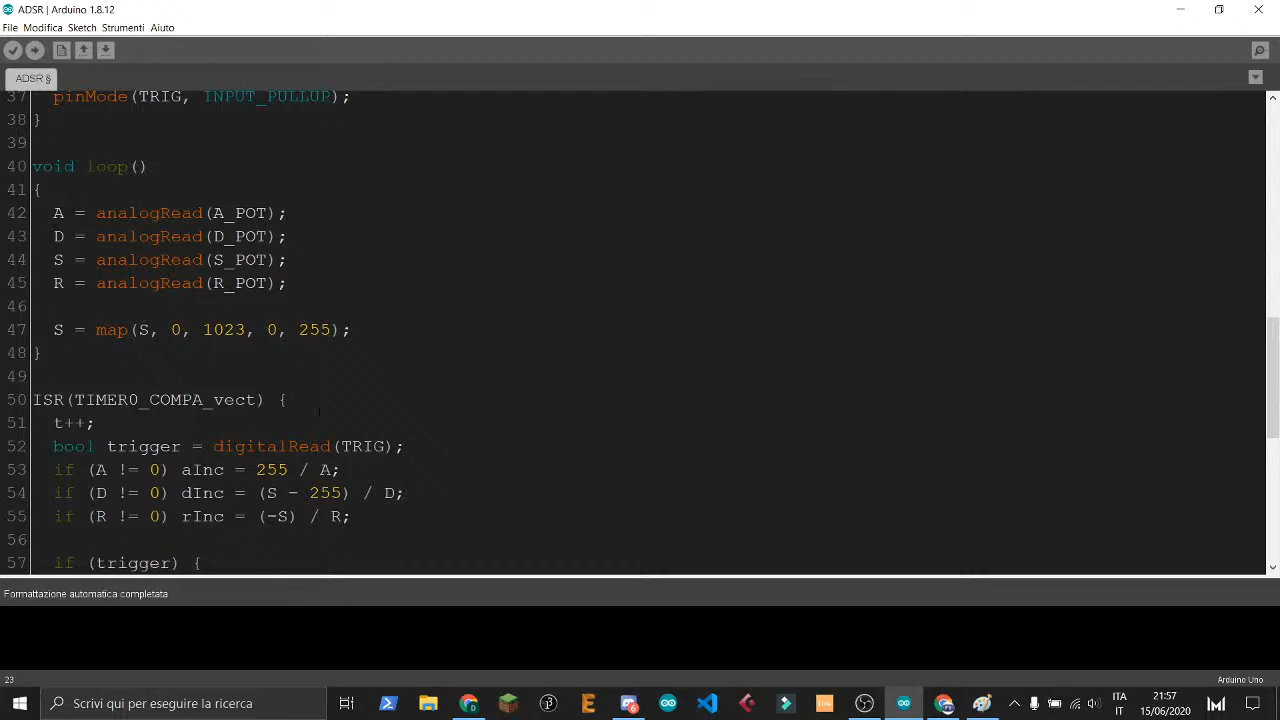 ADSR | Arduino 1.8.12
File Modifica Sketch Strumenti Aiuto
ADSR §
37 pinMode(TRIG, INPUT_PULLUP);
38 }
39
40 void loop()
41 {
42 A = analogRead(A_POT);
43 D = analogRead(D_POT);
44 S = analogRead(S_POT);
45 R = analogRead(R_POT);
46
47 S = map(S, 0, 1023, 0, 255);
48 }
49
50 ISR(TIMER0_COMPA_vect) {
51 t++;
52 bool trigger = digitalRead(TRIG);
53 if (A != 0) aInc = 255 / A;
54 if (D != 0) dInc = (S - 255) / D;
55 if (R != 0) rInc = (-S) / R;
56
57 if (trigger) {
Formattazione automatica completata
23 Arduino Uno
Scrivi qui per eseguire la ricerca
ITA 21:57
IT 15/06/2020